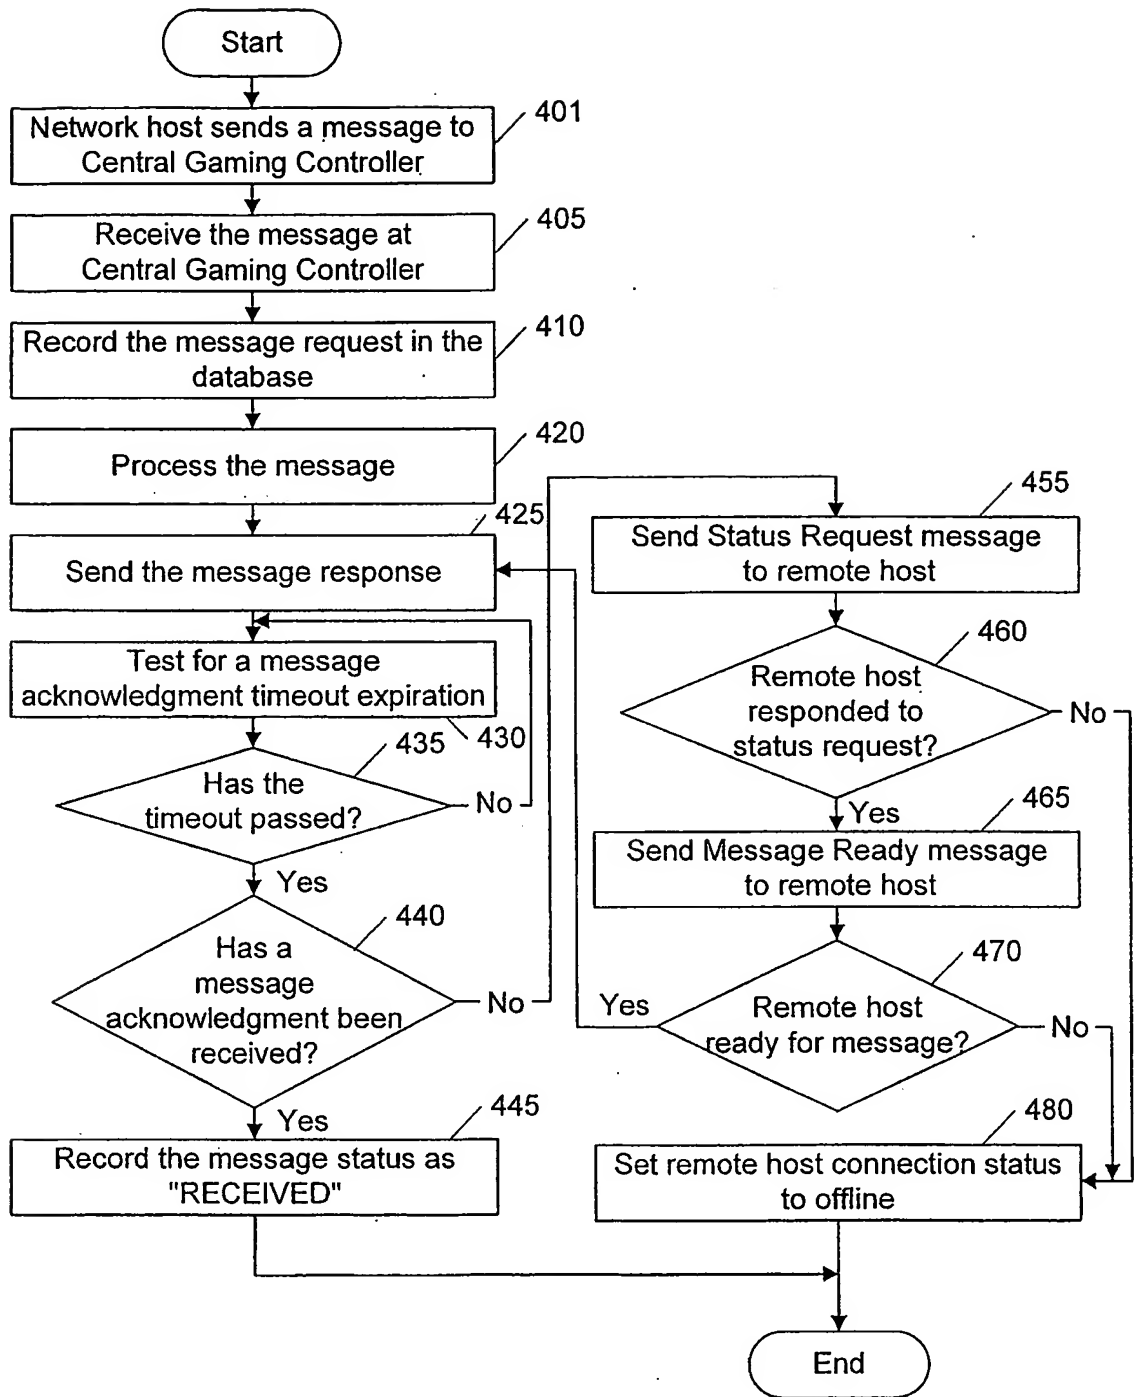 Start
Network host sends a message to
Central Gaming Controller
401
Receive the message at
Central Gaming Controller
405
Record the message request in the
database
410
Process the message
420
Send the message response
425
Test for a message
acknowledgment timeout expiration
430
Has the
timeout passed?
435
No
Yes
Has a
message
acknowledgment been
received?
440
No
Yes
Record the message status as
"RECEIVED"
445
Send Status Request message
to remote host
455
Remote host
responded to
status request?
460
No
Yes
Send Message Ready message
to remote host
465
Remote host
ready for message?
470
Yes
No
Set remote host connection status
to offline
480
End